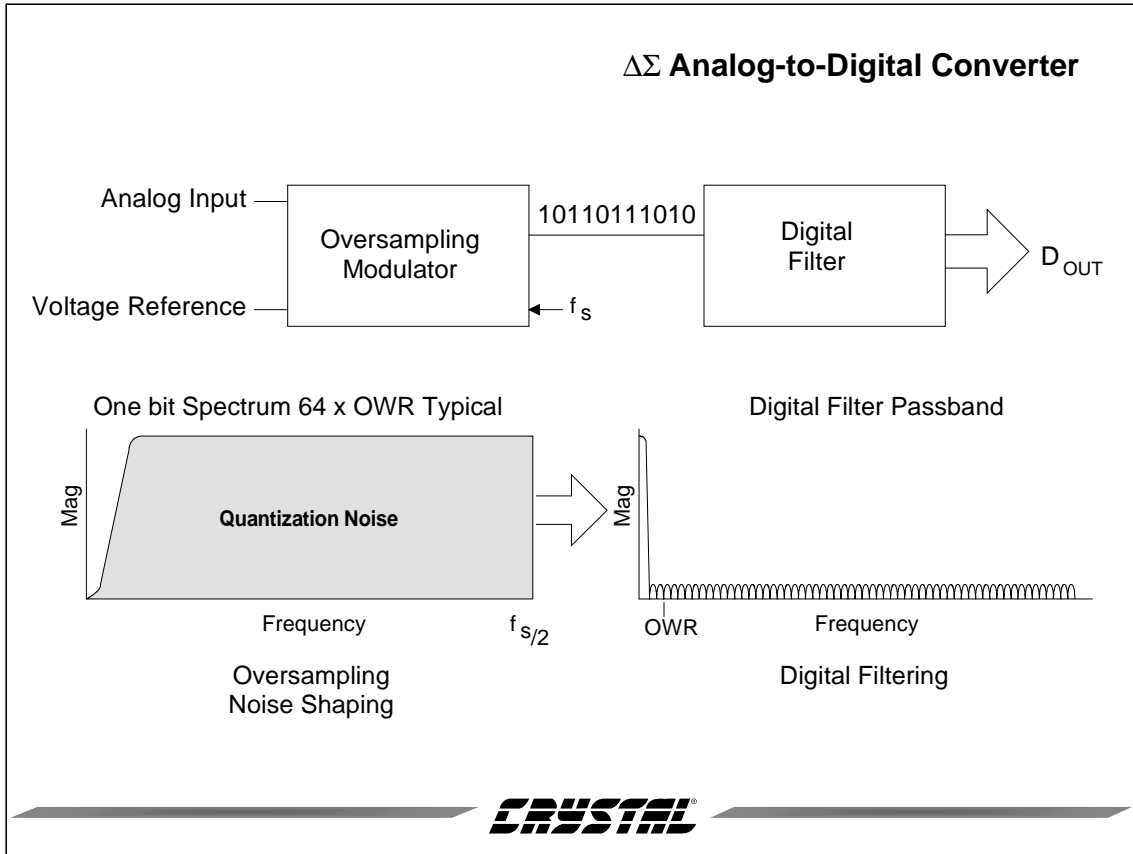 ΔΣ Analog-to-Digital Converter
Analog Input
Voltage Reference
Oversampling
Modulator
10110111010
f s
Digital
Filter
D OUT
One bit Spectrum 64 x OWR Typical
Mag
Quantization Noise
Frequency
f s/2
Oversampling
Noise Shaping
Digital Filter Passband
Mag
OWR
Frequency
Digital Filtering
CRYSTAL®